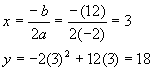 x = −b / 2a = −(12) / 2(−2) = 3
y = −2(3)² + 12(3) = 18